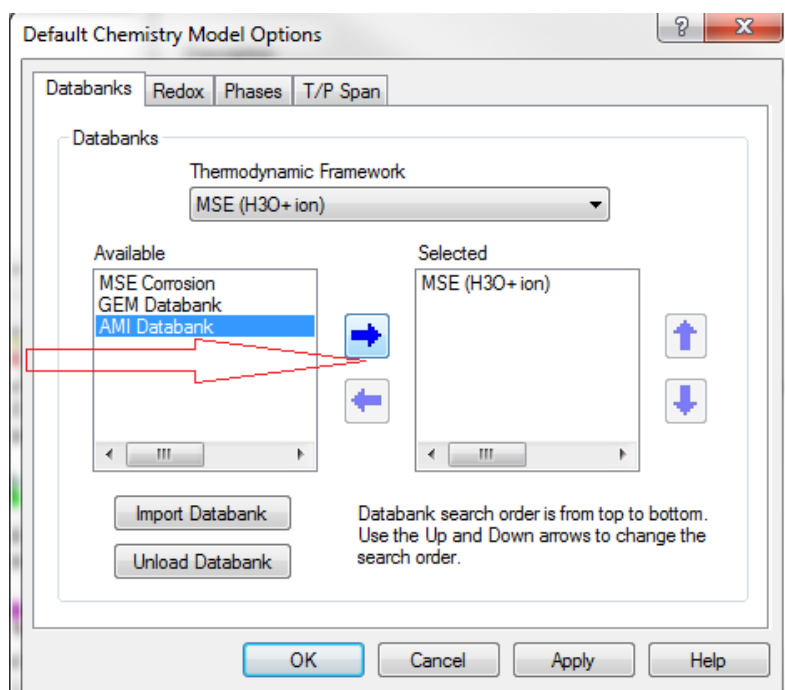 Default Chemistry Model Options
Databanks Redox Phases T/P Span
Databanks
Thermodynamic Framework
MSE (H3O+ ion)
Available
MSE Corrosion
GEM Databank
AMI Databank
Selected
MSE (H3O+ ion)
Import Databank
Unload Databank
Databank search order is from top to bottom.
Use the Up and Down arrows to change the
search order.
OK Cancel Apply Help